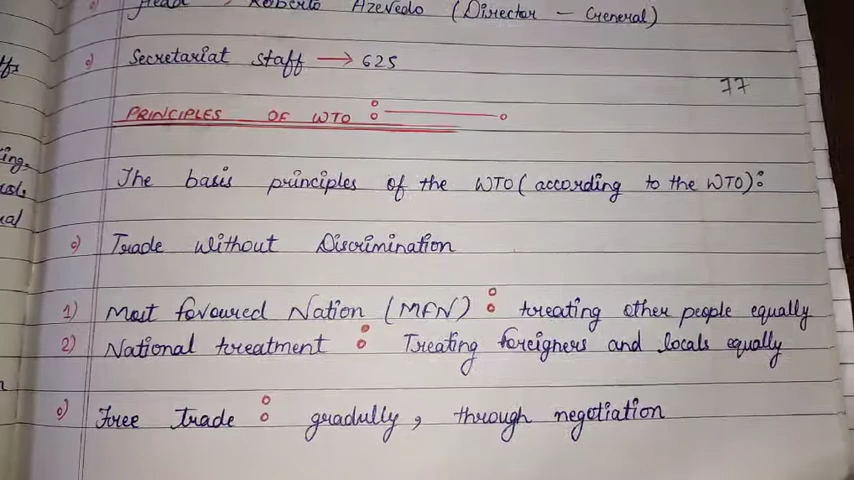 Head , Roberto Azevedo (Director - General)
Secretariat staff → 625
77
PRINCIPLES OF WTO :
The basis principles of the WTO (according to the WTO):
Trade without Discrimination
1) Most favoured Nation (MFN) : treating other people equally
2) National treatment : Treating foreigners and locals equally
Free trade : gradully, through negotiation